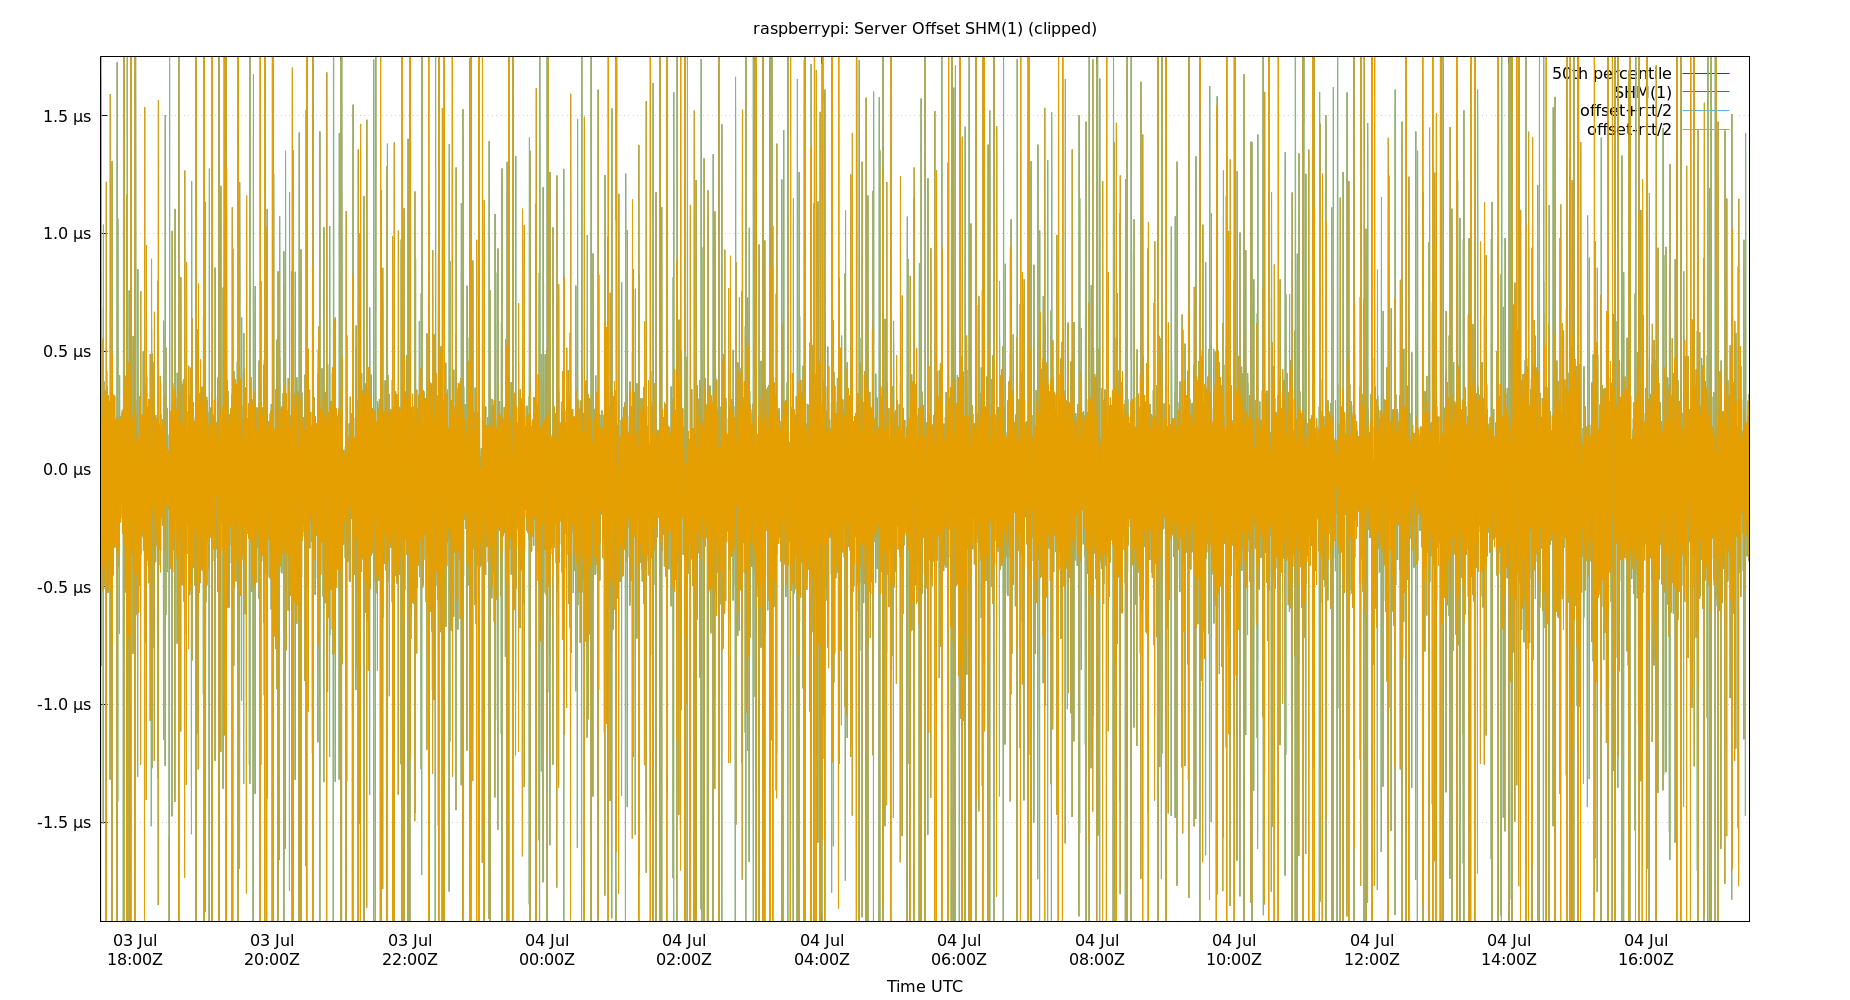 raspberrypi: Server Offset SHM(1) (clipped)
50th percentile
SHM(1)
offset+rtt/2
offset-rtt/2
1.5 µs
1.0 µs
0.5 µs
0.0 µs
-0.5 µs
-1.0 µs
-1.5 µs
03 Jul 03 Jul 03 Jul 04 Jul 04 Jul 04 Jul 04 Jul 04 Jul 04 Jul 04 Jul 04 Jul 04 Jul
18:00Z 20:00Z 22:00Z 00:00Z 02:00Z 04:00Z 06:00Z 08:00Z 10:00Z 12:00Z 14:00Z 16:00Z
Time UTC